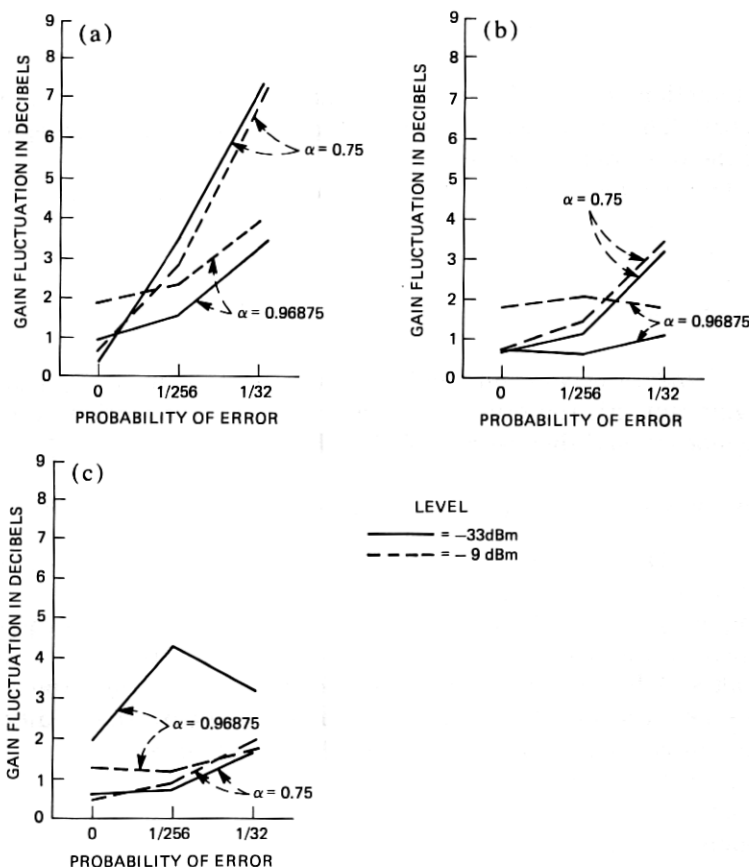 (a)
GAIN FLUCTUATION IN DECIBELS
9
8
7
6
5
4
3
2
1
0
α = 0.75
α = 0.96875
0
1/256
1/32
PROBABILITY OF ERROR
(b)
GAIN FLUCTUATION IN DECIBELS
9
8
7
6
5
4
3
2
1
0
α = 0.75
α = 0.96875
0
1/256
1/32
PROBABILITY OF ERROR
(c)
GAIN FLUCTUATION IN DECIBELS
9
8
7
6
5
4
3
2
1
0
α = 0.96875
α = 0.75
0
1/256
1/32
PROBABILITY OF ERROR
LEVEL
= −33dBm
= − 9 dBm